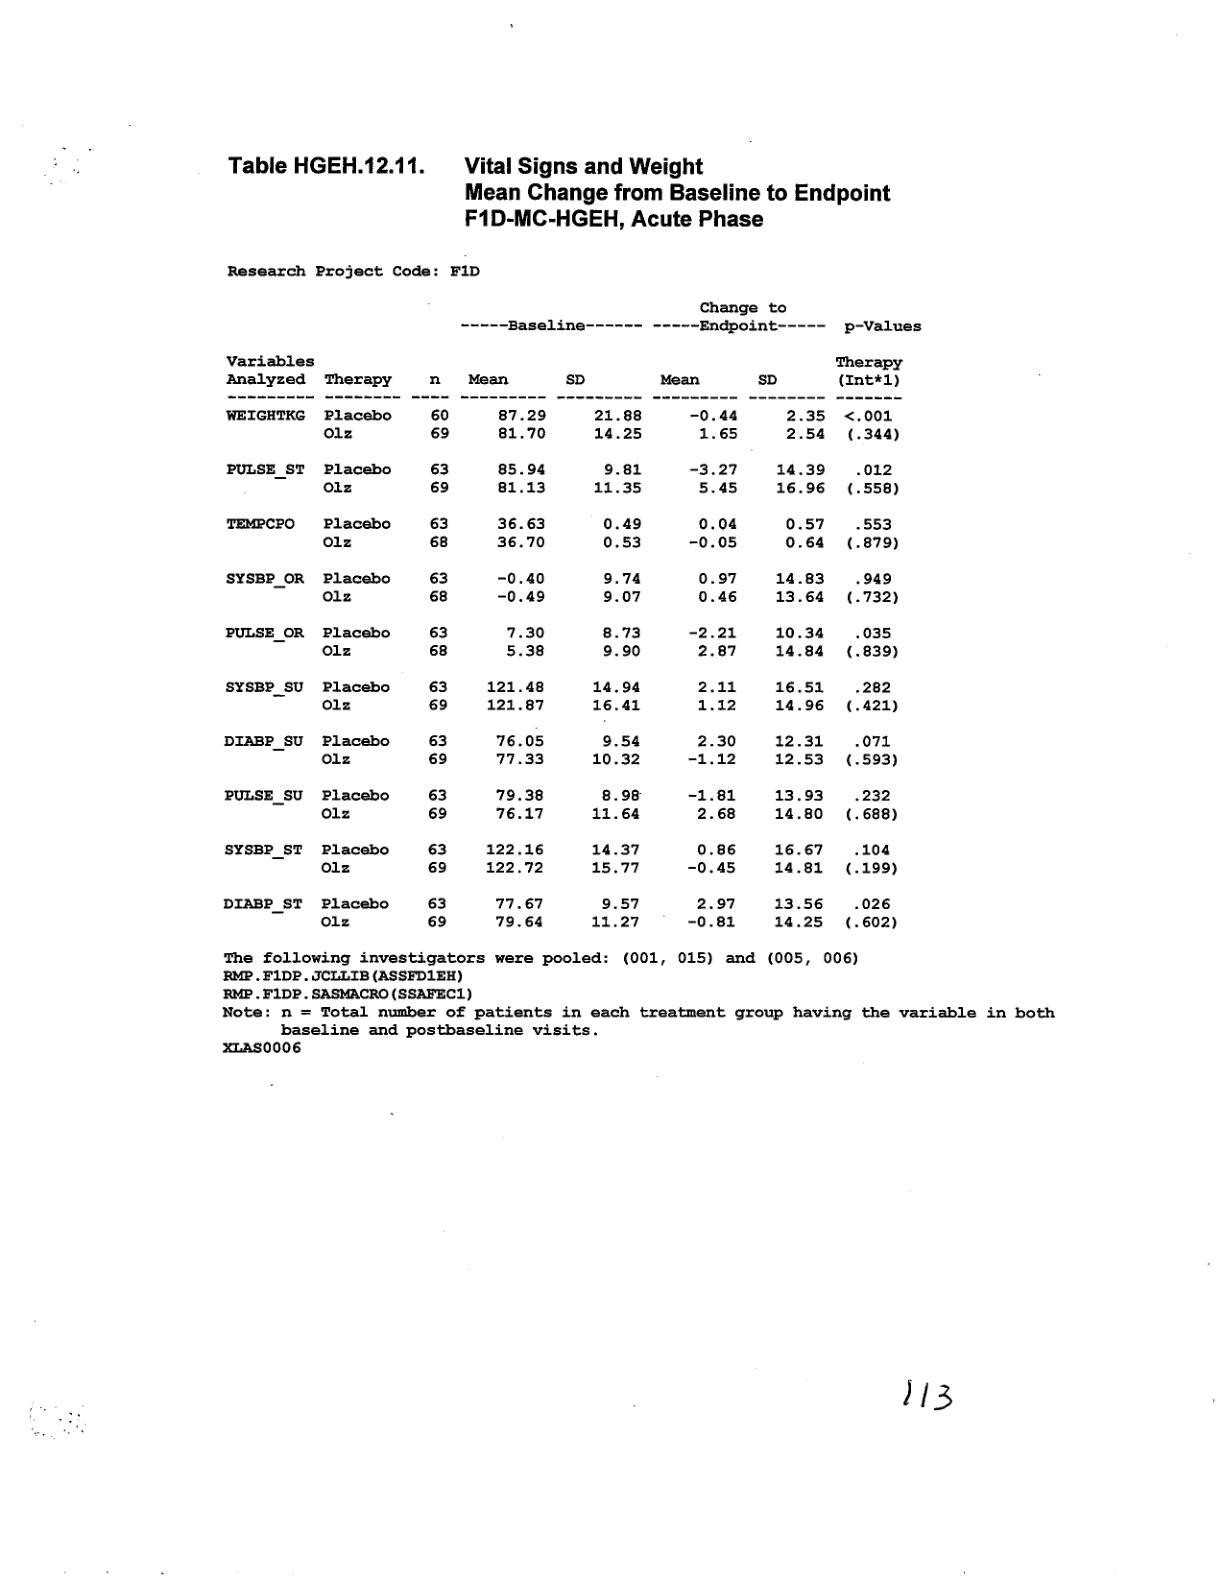 Table HGEH.12.11. Vital Signs and Weight
Mean Change from Baseline to Endpoint
F1D-MC-HGEH, Acute Phase
Research Project Code: F1D
Change to
-----Baseline------ -----Endpoint----- p-Values
Variables Therapy
Analyzed Therapy n Mean SD Mean SD (Int*1)
--------- -------- ---- --------- --------- --------- -------- -------
WEIGHTKG Placebo 60 87.29 21.88 -0.44 2.35 <.001
Olz 69 81.70 14.25 1.65 2.54 (.344)
PULSE_ST Placebo 63 85.94 9.81 -3.27 14.39 .012
Olz 69 81.13 11.35 5.45 16.96 (.558)
TEMPCPO Placebo 63 36.63 0.49 0.04 0.57 .553
Olz 68 36.70 0.53 -0.05 0.64 (.879)
SYSBP_OR Placebo 63 -0.40 9.74 0.97 14.83 .949
Olz 68 -0.49 9.07 0.46 13.64 (.732)
PULSE_OR Placebo 63 7.30 8.73 -2.21 10.34 .035
Olz 68 5.38 9.90 2.87 14.84 (.839)
SYSBP_SU Placebo 63 121.48 14.94 2.11 16.51 .282
Olz 69 121.87 16.41 1.12 14.96 (.421)
DIABP_SU Placebo 63 76.05 9.54 2.30 12.31 .071
Olz 69 77.33 10.32 -1.12 12.53 (.593)
PULSE_SU Placebo 63 79.38 8.98 -1.81 13.93 .232
Olz 69 76.17 11.64 2.68 14.80 (.688)
SYSBP_ST Placebo 63 122.16 14.37 0.86 16.67 .104
Olz 69 122.72 15.77 -0.45 14.81 (.199)
DIABP_ST Placebo 63 77.67 9.57 2.97 13.56 .026
Olz 69 79.64 11.27 -0.81 14.25 (.602)
The following investigators were pooled: (001, 015) and (005, 006)
RMP.F1DP.JCLLIB(ASSFD1EH)
RMP.F1DP.SASMACRO(SSAFEC1)
Note: n = Total number of patients in each treatment group having the variable in both
baseline and postbaseline visits.
XLAS0006
113